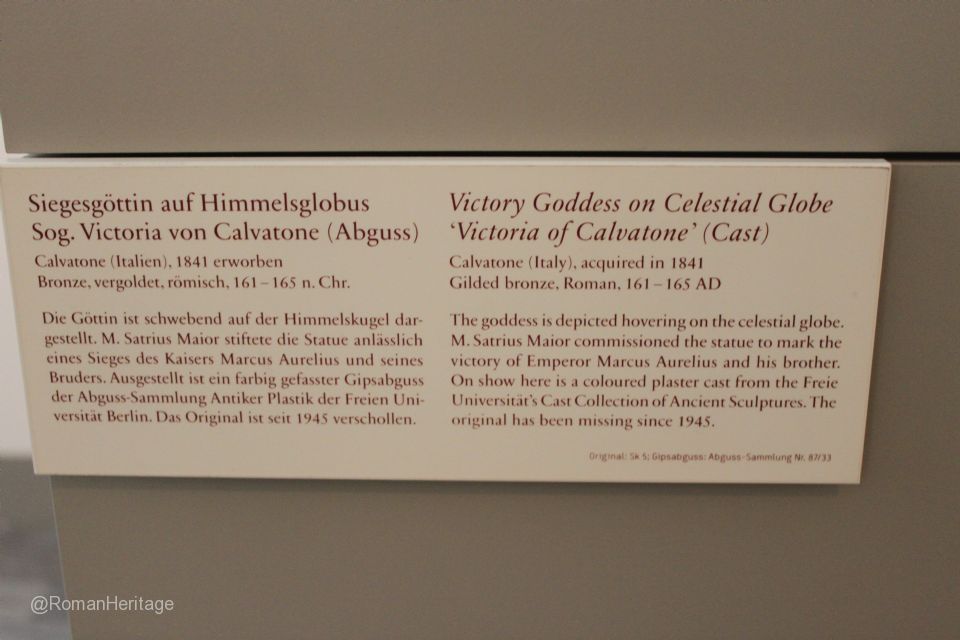 Siegesgöttin auf Himmelsglobus
Sog. Victoria von Calvatone (Abguss)
Calvatone (Italien), 1841 erworben
Bronze, vergoldet, römisch, 161 – 165 n. Chr.
Die Göttin ist schwebend auf der Himmelskugel dar-
gestellt. M. Satrius Maior stiftete die Statue anlässlich
eines Sieges des Kaisers Marcus Aurelius und seines
Bruders. Ausgestellt ist ein farbig gefasster Gipsabguss
der Abguss-Sammlung Antiker Plastik der Freien Uni-
versität Berlin. Das Original ist seit 1945 verschollen.
Victory Goddess on Celestial Globe
‘Victoria of Calvatone’ (Cast)
Calvatone (Italy), acquired in 1841
Gilded bronze, Roman, 161 – 165 AD
The goddess is depicted hovering on the celestial globe.
M. Satrius Maior commissioned the statue to mark the
victory of Emperor Marcus Aurelius and his brother.
On show here is a coloured plaster cast from the Freie
Universität's Cast Collection of Ancient Sculptures. The
original has been missing since 1945.
Original: Sk 5; Gipsabguss: Abguss-Sammlung Nr. 87/33
@RomanHeritage